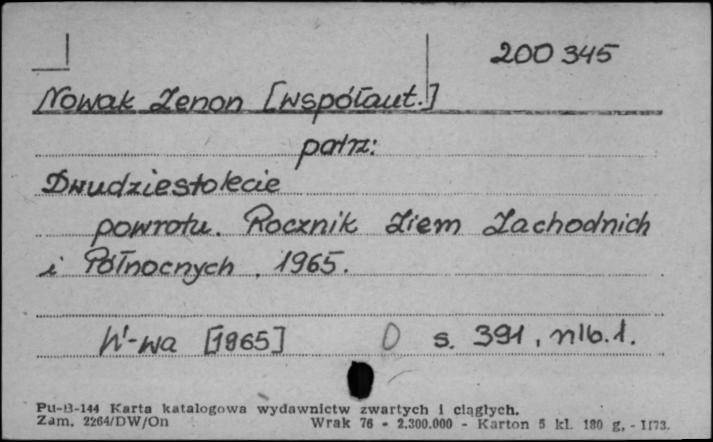 200 345
Nowak Zenon [współaut.]
patrz:
Dwudziestolecie
powrotu. Rocznik Ziem Zachodnich
i Północnych . 1965.
W-wa [1965] O s. 391, nlb. 1.
Pu-B-144 Karta katalogowa wydawnictw zwartych i ciągłych.
Zam. 2264/DW/On Wrak 76 - 2.300.000 - Karton 5 kl. 180 g, - 1173.